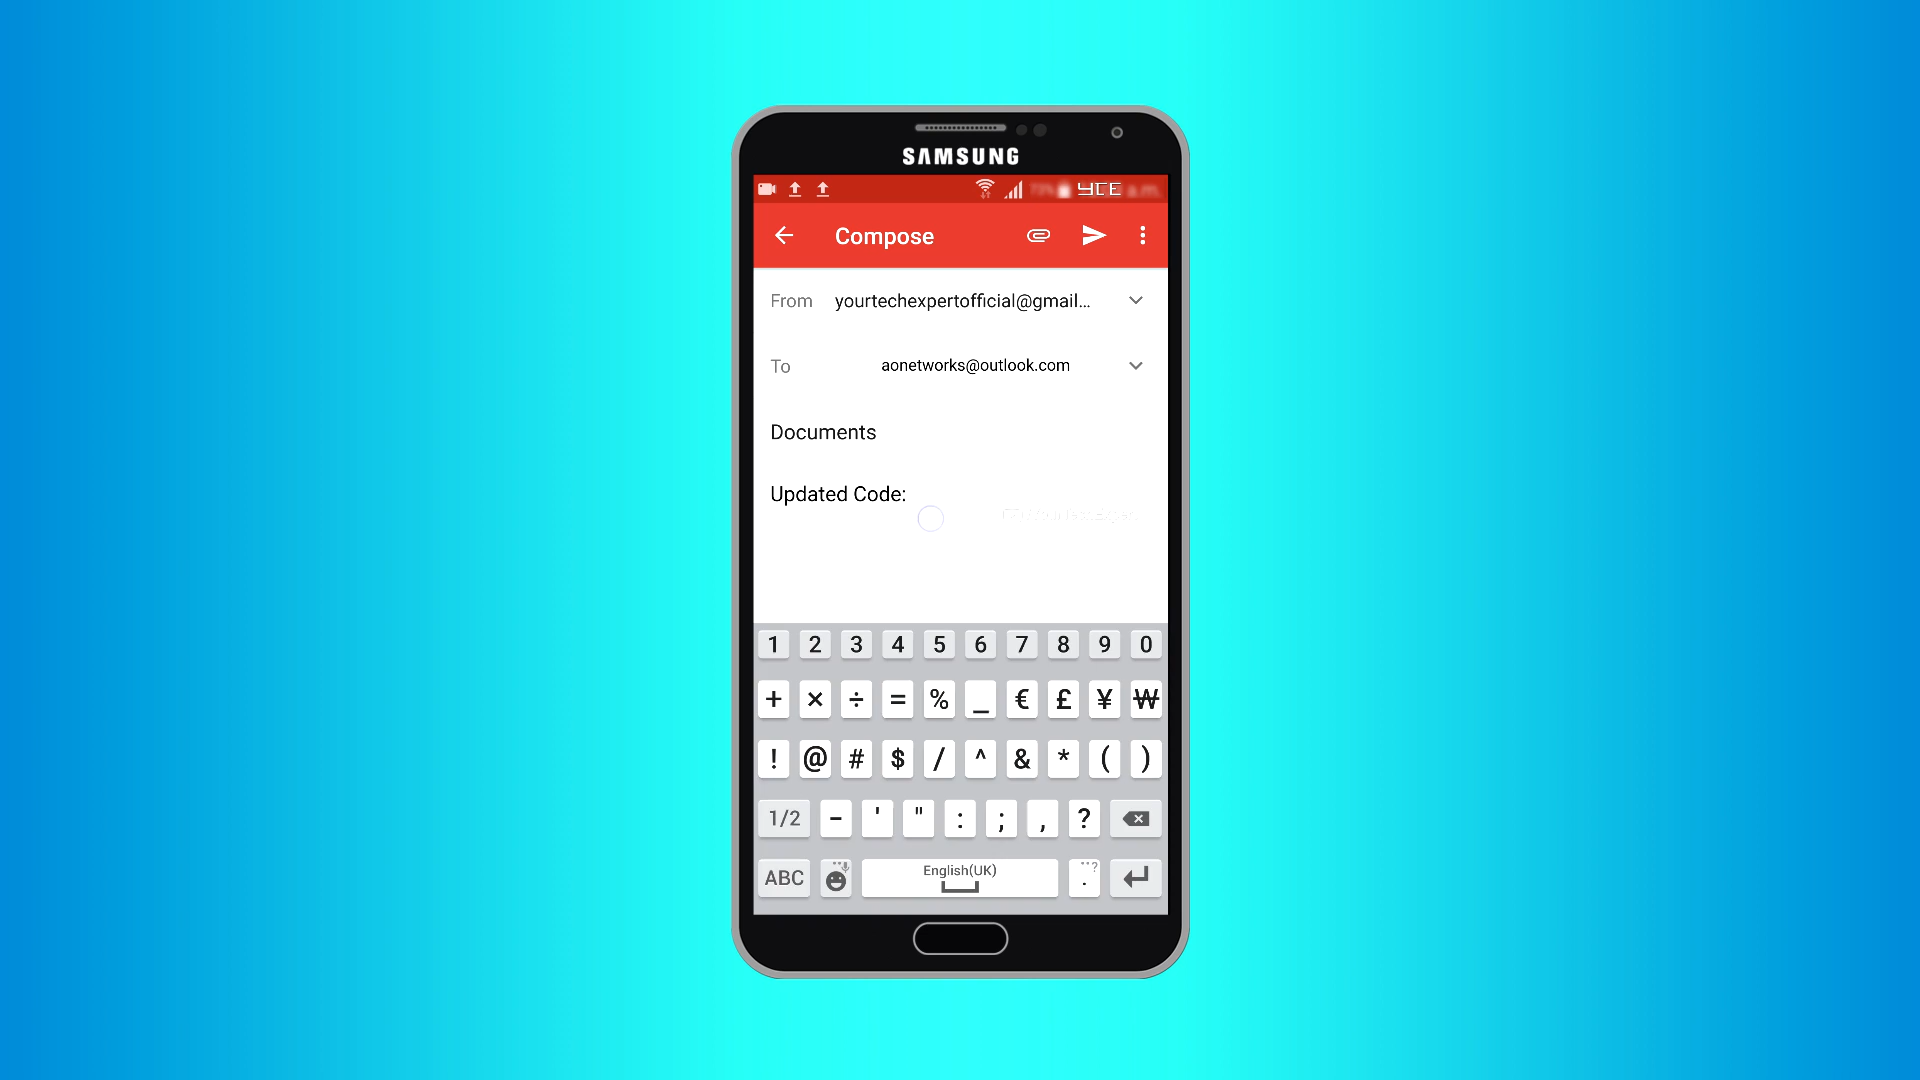 SAMSUNG
YTE
Compose
From yourtechexpertofficial@gmail...
To aonetworks@outlook.com
Documents
Updated Code:
1 2 3 4 5 6 7 8 9 0
+ × ÷ = % _ € £ ¥ ₩
! @ # $ / ^ & * ( )
1/2 - ' " : ; , ?
ABC English(UK) . ?